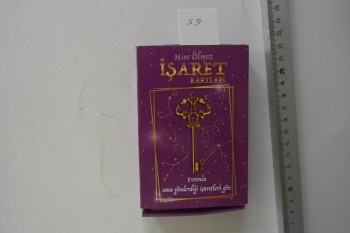 59
Mine Ölmez
İŞARET
KARTLARI
Evrenin
sana gönderdiği işaretleri gör